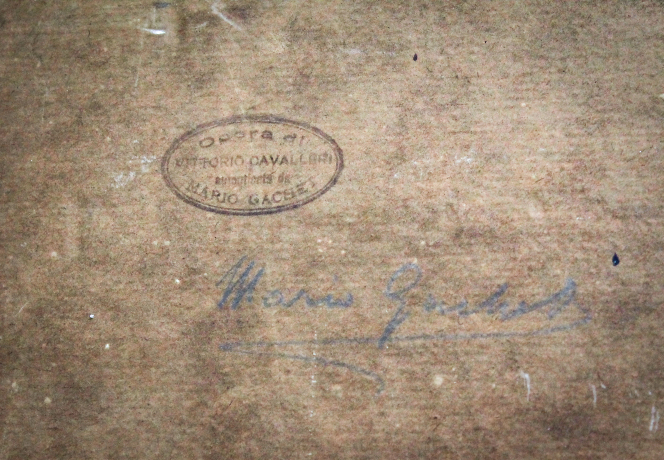 Opera di
VITTORIO CAVALLERI
autenticata da
MARIO GACHET
Mario Gachet